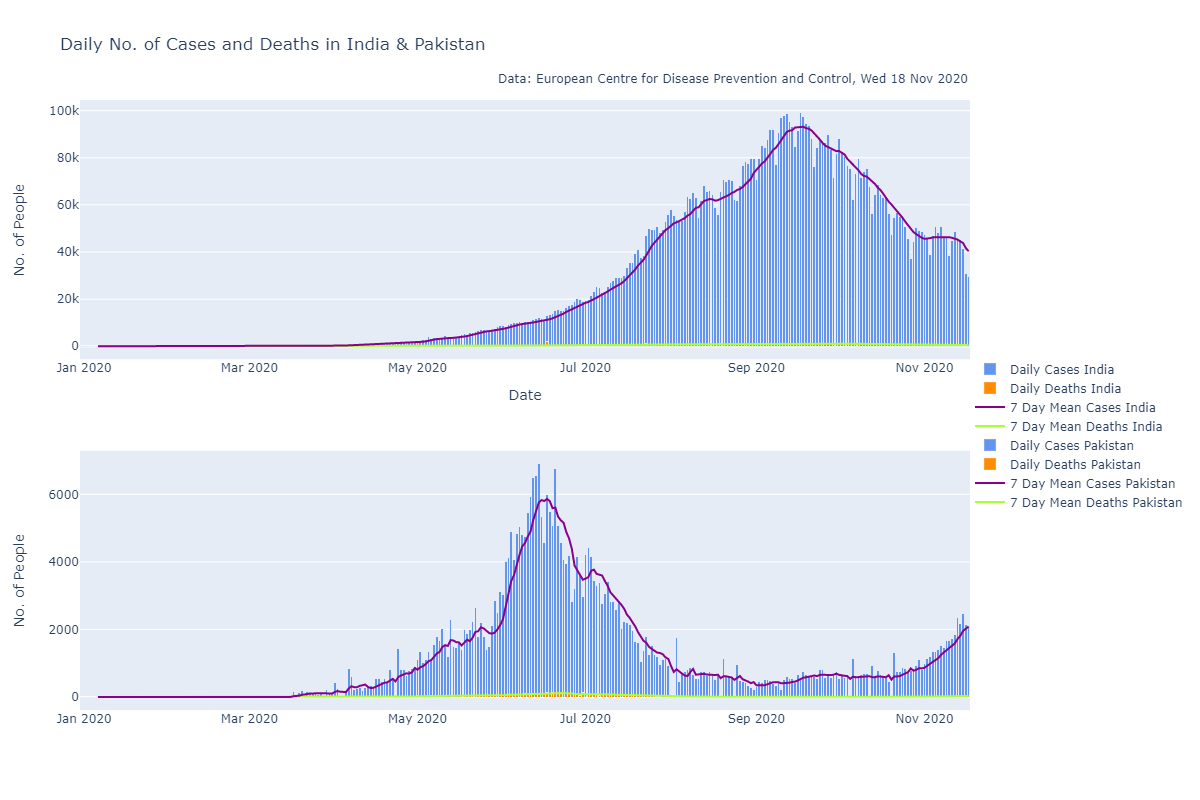 Daily No. of Cases and Deaths in India & Pakistan
Data: European Centre for Disease Prevention and Control, Wed 18 Nov 2020
No. of People
100k
80k
60k
40k
20k
0
Jan 2020 Mar 2020 May 2020 Jul 2020 Sep 2020 Nov 2020
Date
Daily Cases India
Daily Deaths India
7 Day Mean Cases India
7 Day Mean Deaths India
Daily Cases Pakistan
Daily Deaths Pakistan
7 Day Mean Cases Pakistan
7 Day Mean Deaths Pakistan
No. of People
6000
4000
2000
0
Jan 2020 Mar 2020 May 2020 Jul 2020 Sep 2020 Nov 2020